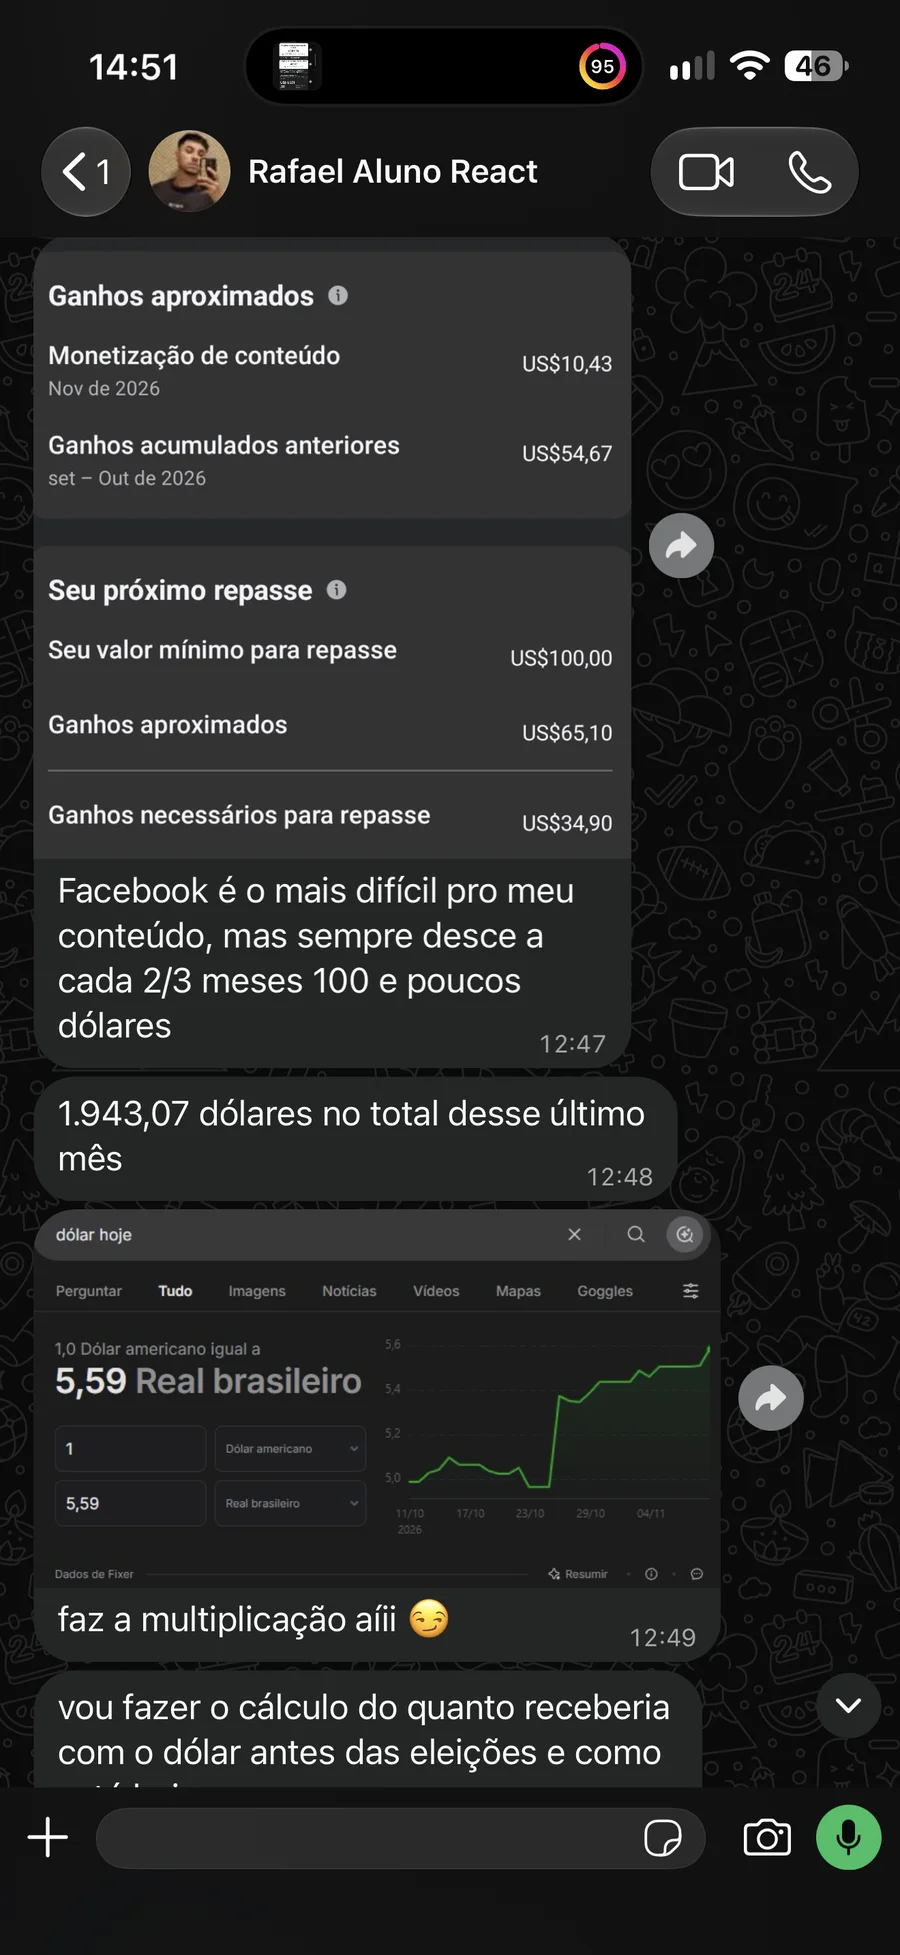 14:51
95
46
1
Rafael Aluno React
Ganhos aproximados
Monetização de conteúdo
US$10,43
Nov de 2026
Ganhos acumulados anteriores
US$54,67
set – Out de 2026
Seu próximo repasse
Seu valor mínimo para repasse
US$100,00
Ganhos aproximados
US$65,10
Ganhos necessários para repasse
US$34,90
Facebook é o mais difícil pro meu
conteúdo, mas sempre desce a
cada 2/3 meses 100 e poucos
dólares
12:47
1.943,07 dólares no total desse último
mês
12:48
dólar hoje
Perguntar Tudo Imagens Notícias Vídeos Mapas Goggles
1,0 Dólar americano igual a
5,59 Real brasileiro
1 Dólar americano
5,59 Real brasileiro
5,6
5,4
5,2
5,0
11/10 17/10 23/10 29/10 04/11
2026
Dados de Fixer
Resumir
faz a multiplicação aíii 😏
12:49
vou fazer o cálculo do quanto receberia
com o dólar antes das eleições e como